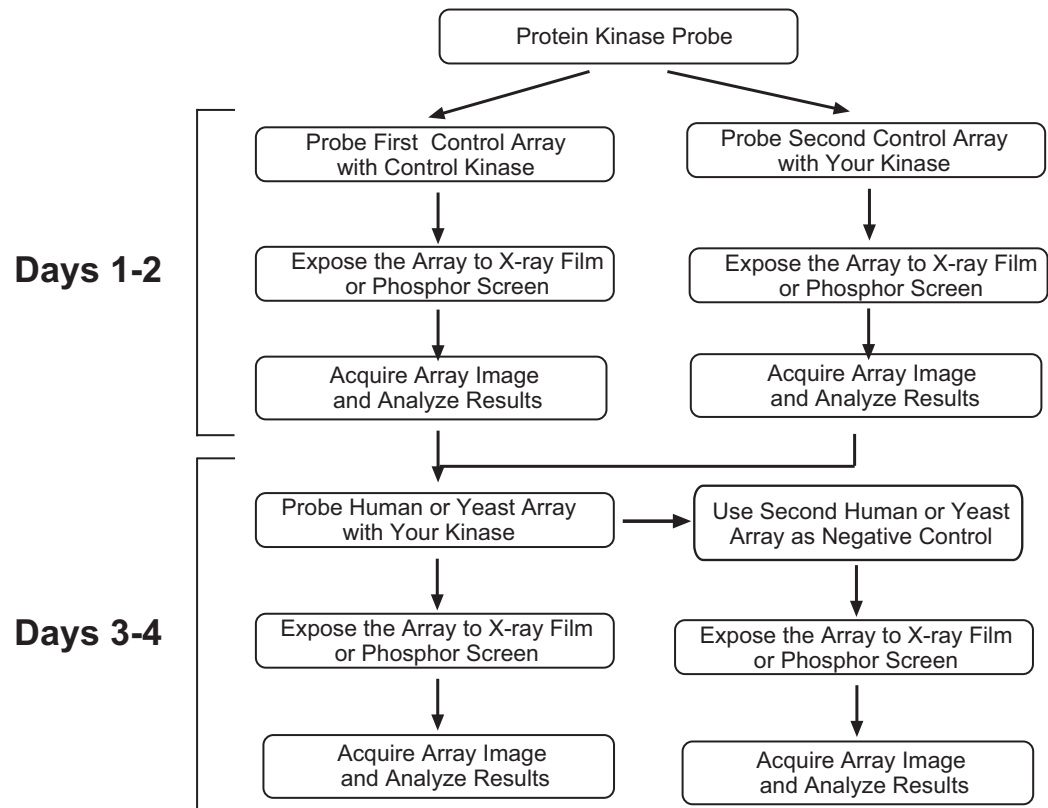 Protein Kinase Probe
Probe First Control Array
with Control Kinase
Probe Second Control Array
with Your Kinase
Days 1-2
Expose the Array to X-ray Film
or Phosphor Screen
Expose the Array to X-ray Film
or Phosphor Screen
Acquire Array Image
and Analyze Results
Acquire Array Image
and Analyze Results
Days 3-4
Probe Human or Yeast Array
with Your Kinase
Use Second Human or Yeast
Array as Negative Control
Expose the Array to X-ray Film
or Phosphor Screen
Expose the Array to X-ray Film
or Phosphor Screen
Acquire Array Image
and Analyze Results
Acquire Array Image
and Analyze Results